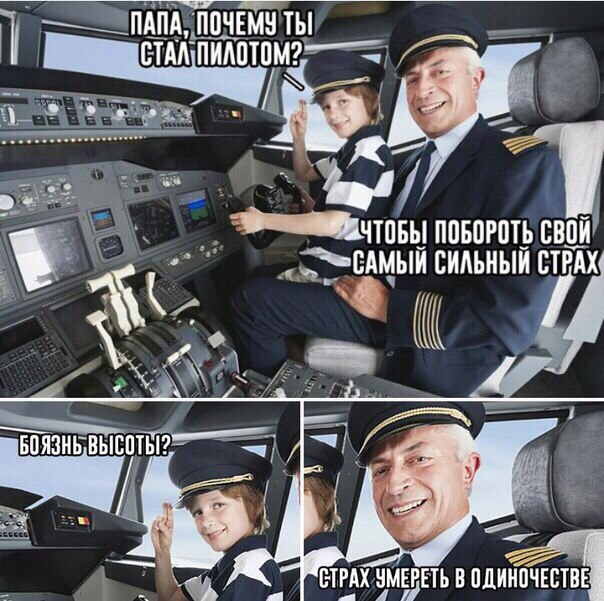 ПАПА, ПОЧЕМУ ТЫ
СТАЛ ПИЛОТОМ?
ЧТОБЫ ПОБОРОТЬ СВОЙ
САМЫЙ СИЛЬНЫЙ СТРАХ
БОЯЗНЬ ВЫСОТЫ?
СТРАХ УМЕРЕТЬ В ОДИНОЧЕСТВЕ